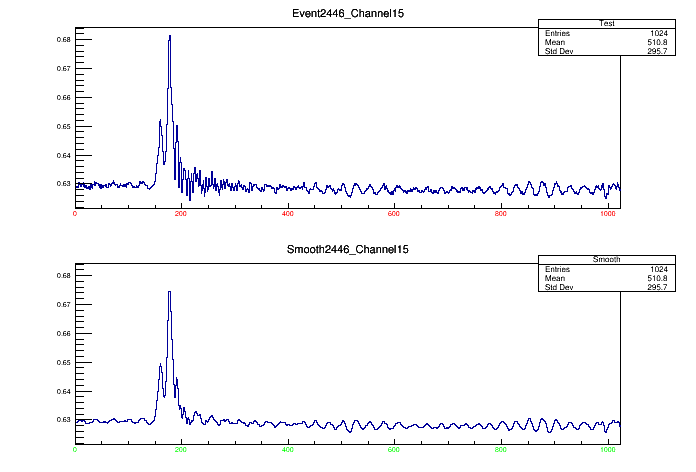 Event2446_Channel15
Test
Entries 1024
Mean 510.8
Std Dev 295.7
0.68
0.67
0.66
0.65
0.64
0.63
0 200 400 600 800 1000
Smooth2446_Channel15
Smooth
Entries 1024
Mean 510.8
Std Dev 295.7
0.68
0.67
0.66
0.65
0.64
0.63
0 200 400 600 800 1000